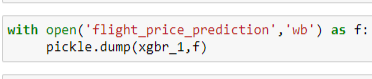 with open('flight_price_prediction','wb') as f:
    pickle.dump(xgbr_1,f)